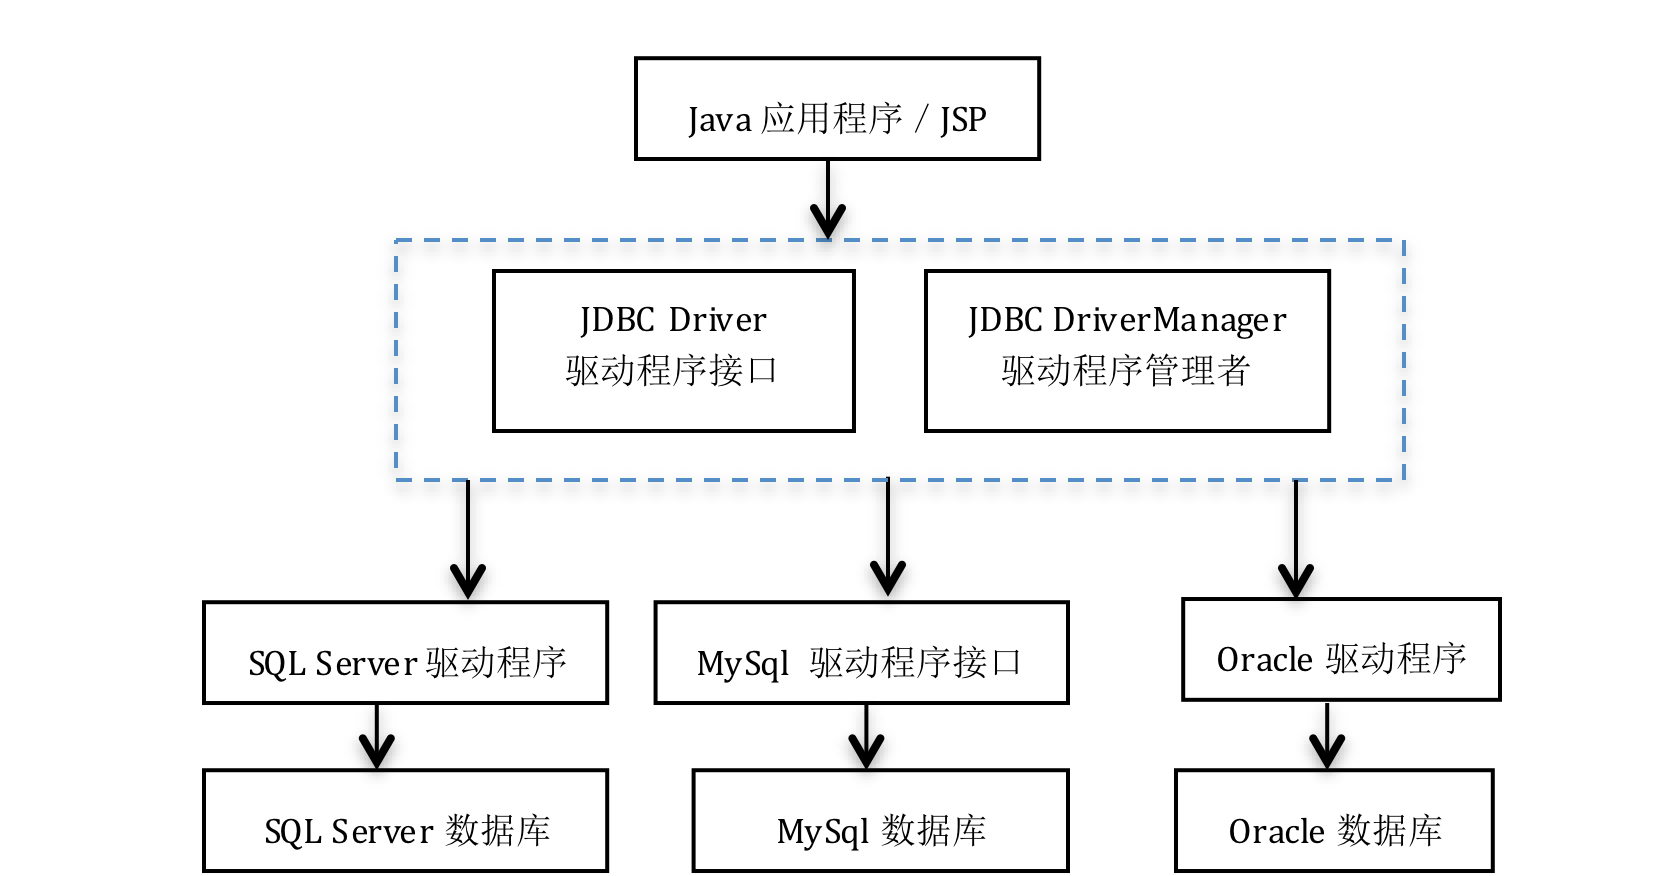 Java 应用程序 / JSP
JDBC Driver
驱动程序接口
JDBC DriverManager
驱动程序管理者
SQL Server 驱动程序
MySql 驱动程序接口
Oracle 驱动程序
SQL Server 数据库
MySql 数据库
Oracle 数据库